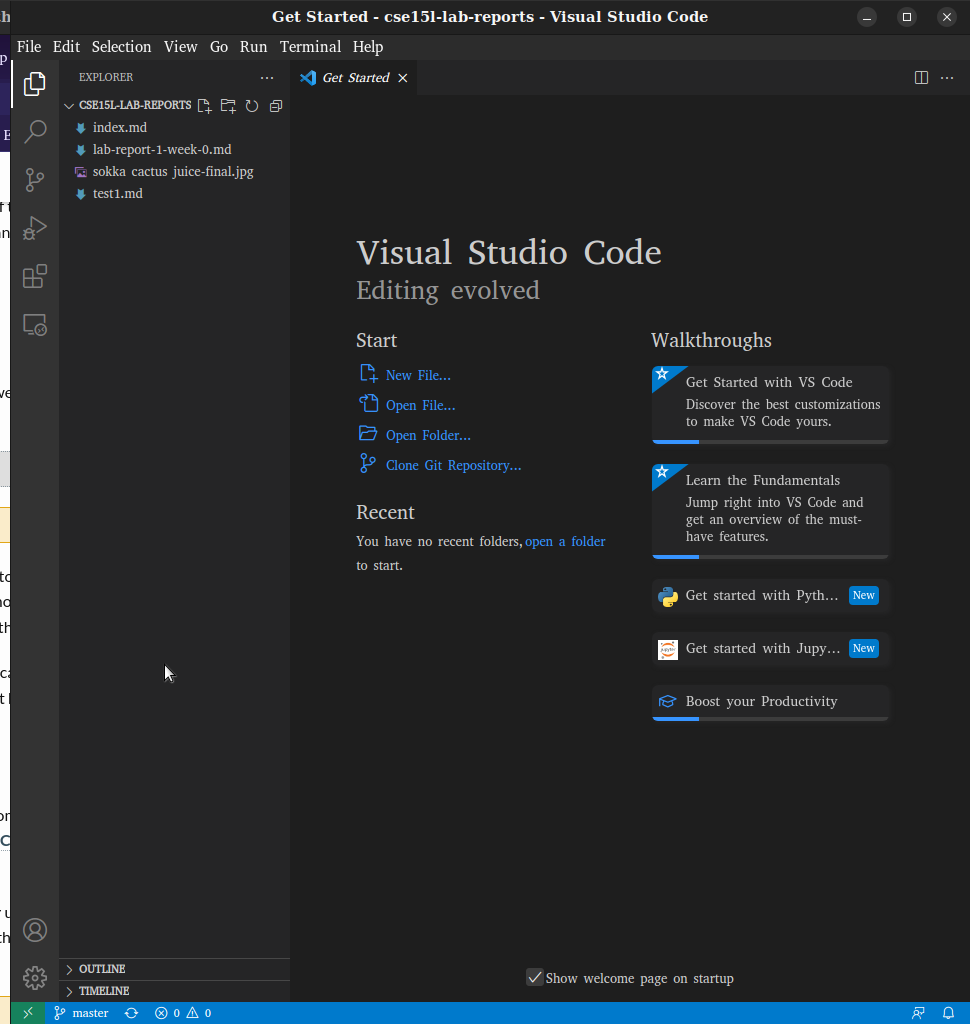 Get Started - cse15l-lab-reports - Visual Studio Code
File Edit Selection View Go Run Terminal Help
EXPLORER
Get Started
CSE15L-LAB-REPORTS
index.md
lab-report-1-week-0.md
sokka cactus juice-final.jpg
test1.md
Visual Studio Code
Editing evolved
Start
New File...
Open File...
Open Folder...
Clone Git Repository...
Recent
You have no recent folders, open a folder
to start.
Walkthroughs
Get Started with VS Code
Discover the best customizations
to make VS Code yours.
Learn the Fundamentals
Jump right into VS Code and
get an overview of the must-
have features.
Get started with Pyth... New
Get started with Jupy... New
Boost your Productivity
Show welcome page on startup
OUTLINE
TIMELINE
master 0 0